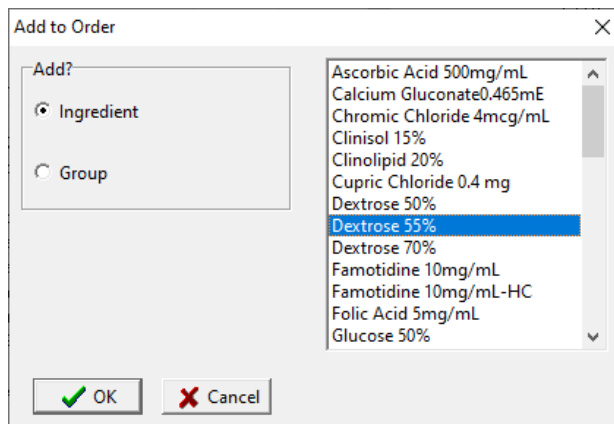 Add to Order
Add?
Ingredient
Group
Ascorbic Acid 500mg/mL
Calcium Gluconate0.465mE
Chromic Chloride 4mcg/mL
Clinisol 15%
Clinolipid 20%
Cupric Chloride 0.4 mg
Dextrose 50%
Dextrose 55%
Dextrose 70%
Famotidine 10mg/mL
Famotidine 10mg/mL-HC
Folic Acid 5mg/mL
Glucose 50%
OK
Cancel